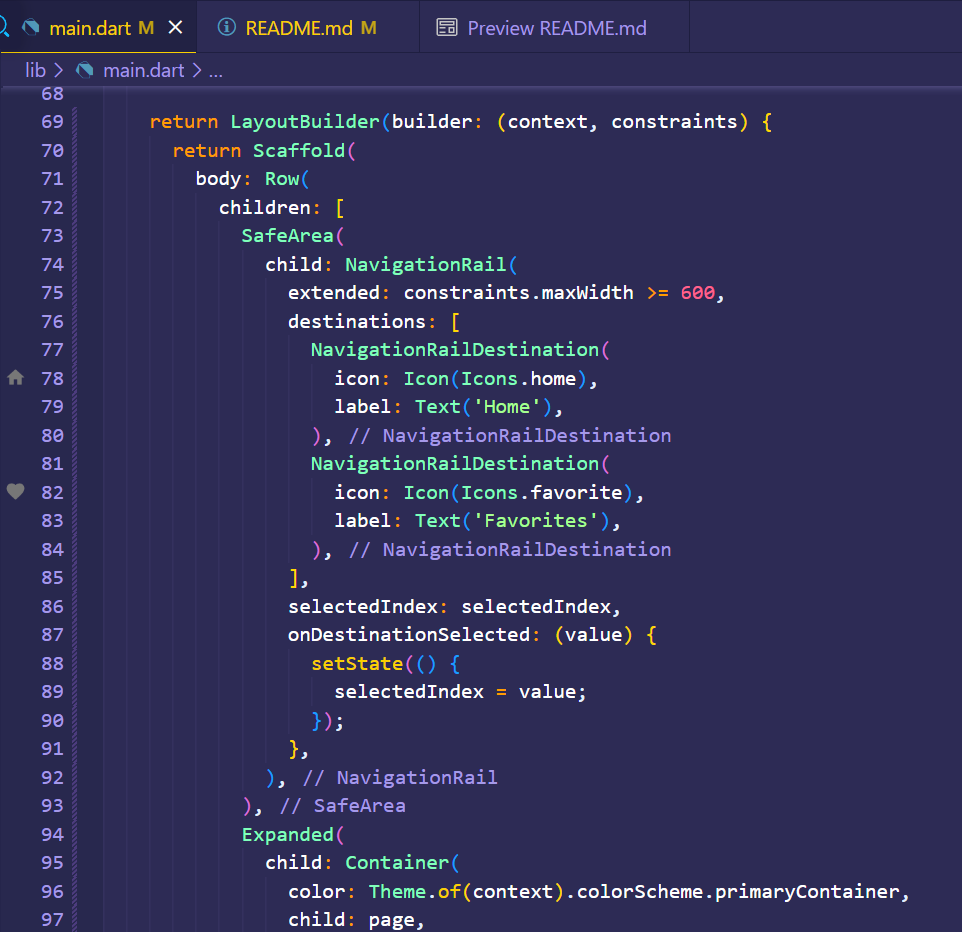 main.dart M × README.md M Preview README.md
lib > main.dart > ...
68
69 return LayoutBuilder(builder: (context, constraints) {
70 return Scaffold(
71 body: Row(
72 children: [
73 SafeArea(
74 child: NavigationRail(
75 extended: constraints.maxWidth >= 600,
76 destinations: [
77 NavigationRailDestination(
78 icon: Icon(Icons.home),
79 label: Text('Home'),
80 ), // NavigationRailDestination
81 NavigationRailDestination(
82 icon: Icon(Icons.favorite),
83 label: Text('Favorites'),
84 ), // NavigationRailDestination
85 ],
86 selectedIndex: selectedIndex,
87 onDestinationSelected: (value) {
88 setState(() {
89 selectedIndex = value;
90 });
91 },
92 ), // NavigationRail
93 ), // SafeArea
94 Expanded(
95 child: Container(
96 color: Theme.of(context).colorScheme.primaryContainer,
97 child: page,